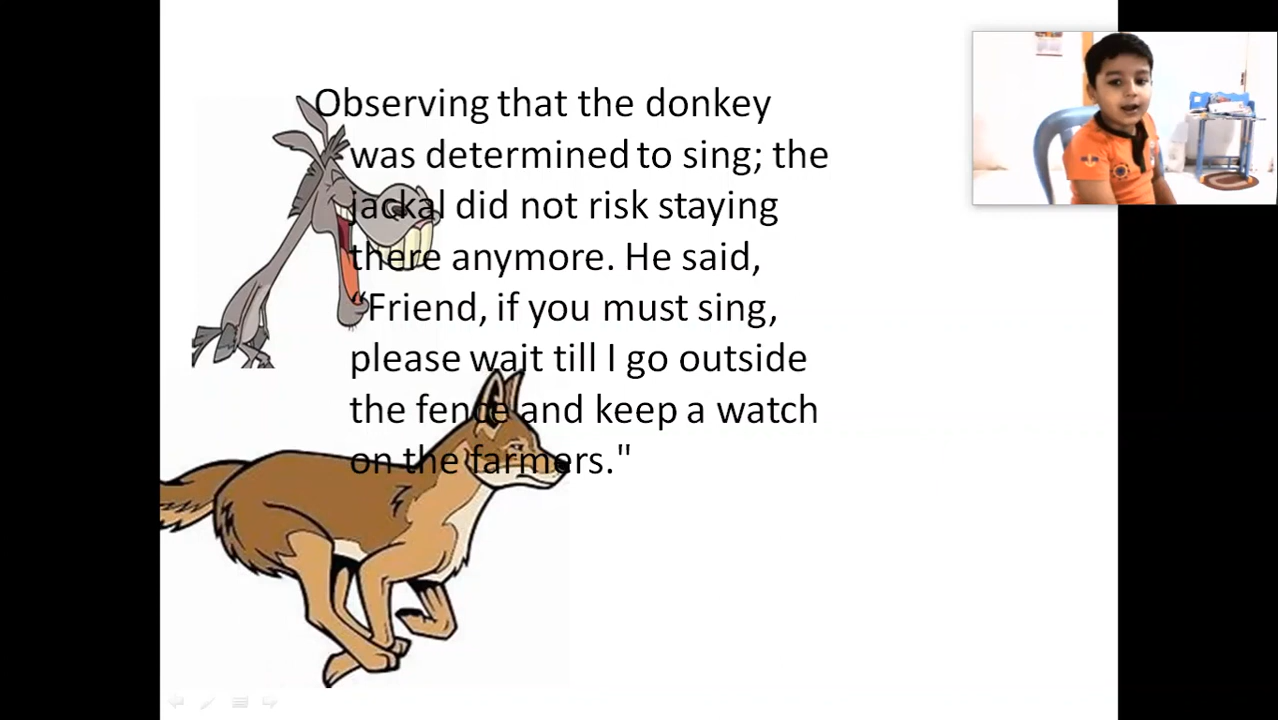 Observing that the donkey
was determined to sing; the
jackal did not risk staying
there anymore. He said,
“Friend, if you must sing,
please wait till I go outside
the fence and keep a watch
on the farmers."